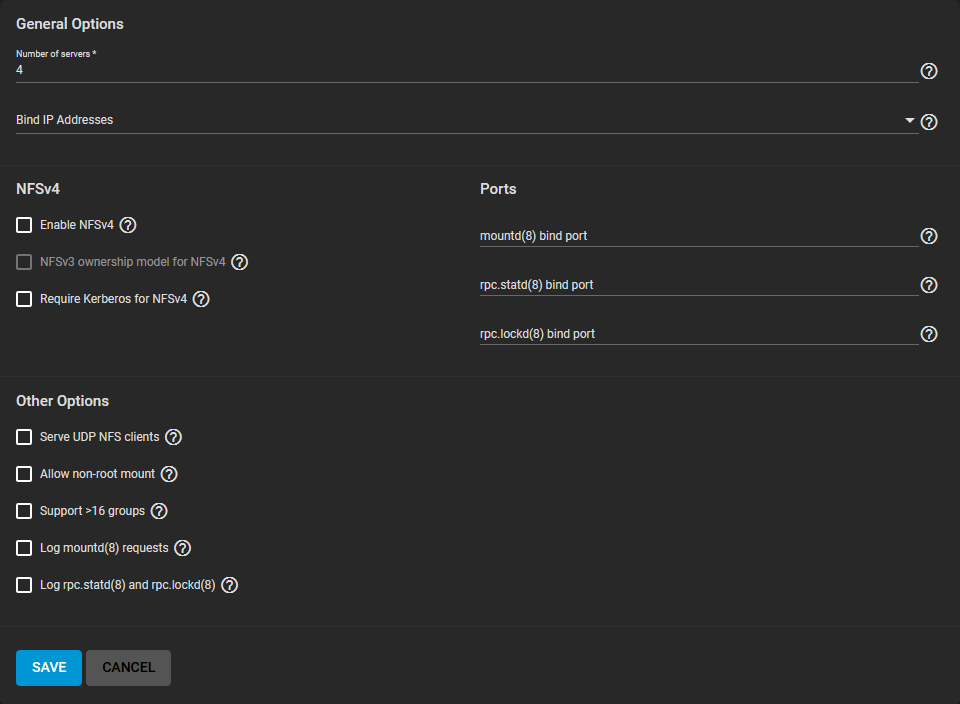 General Options
Number of servers *
4
Bind IP Addresses
NFSv4
Enable NFSv4
NFSv3 ownership model for NFSv4
Require Kerberos for NFSv4
Ports
mountd(8) bind port
rpc.statd(8) bind port
rpc.lockd(8) bind port
Other Options
Serve UDP NFS clients
Allow non-root mount
Support >16 groups
Log mountd(8) requests
Log rpc.statd(8) and rpc.lockd(8)
SAVE CANCEL